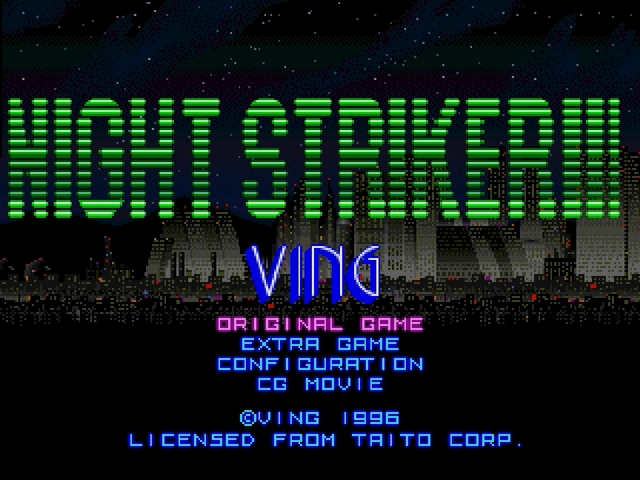 NIGHT STRIKER
VING
ORIGINAL GAME
EXTRA GAME
CONFIGURATION
CG MOVIE
©VING 1996
LICENSED FROM TAITO CORP.